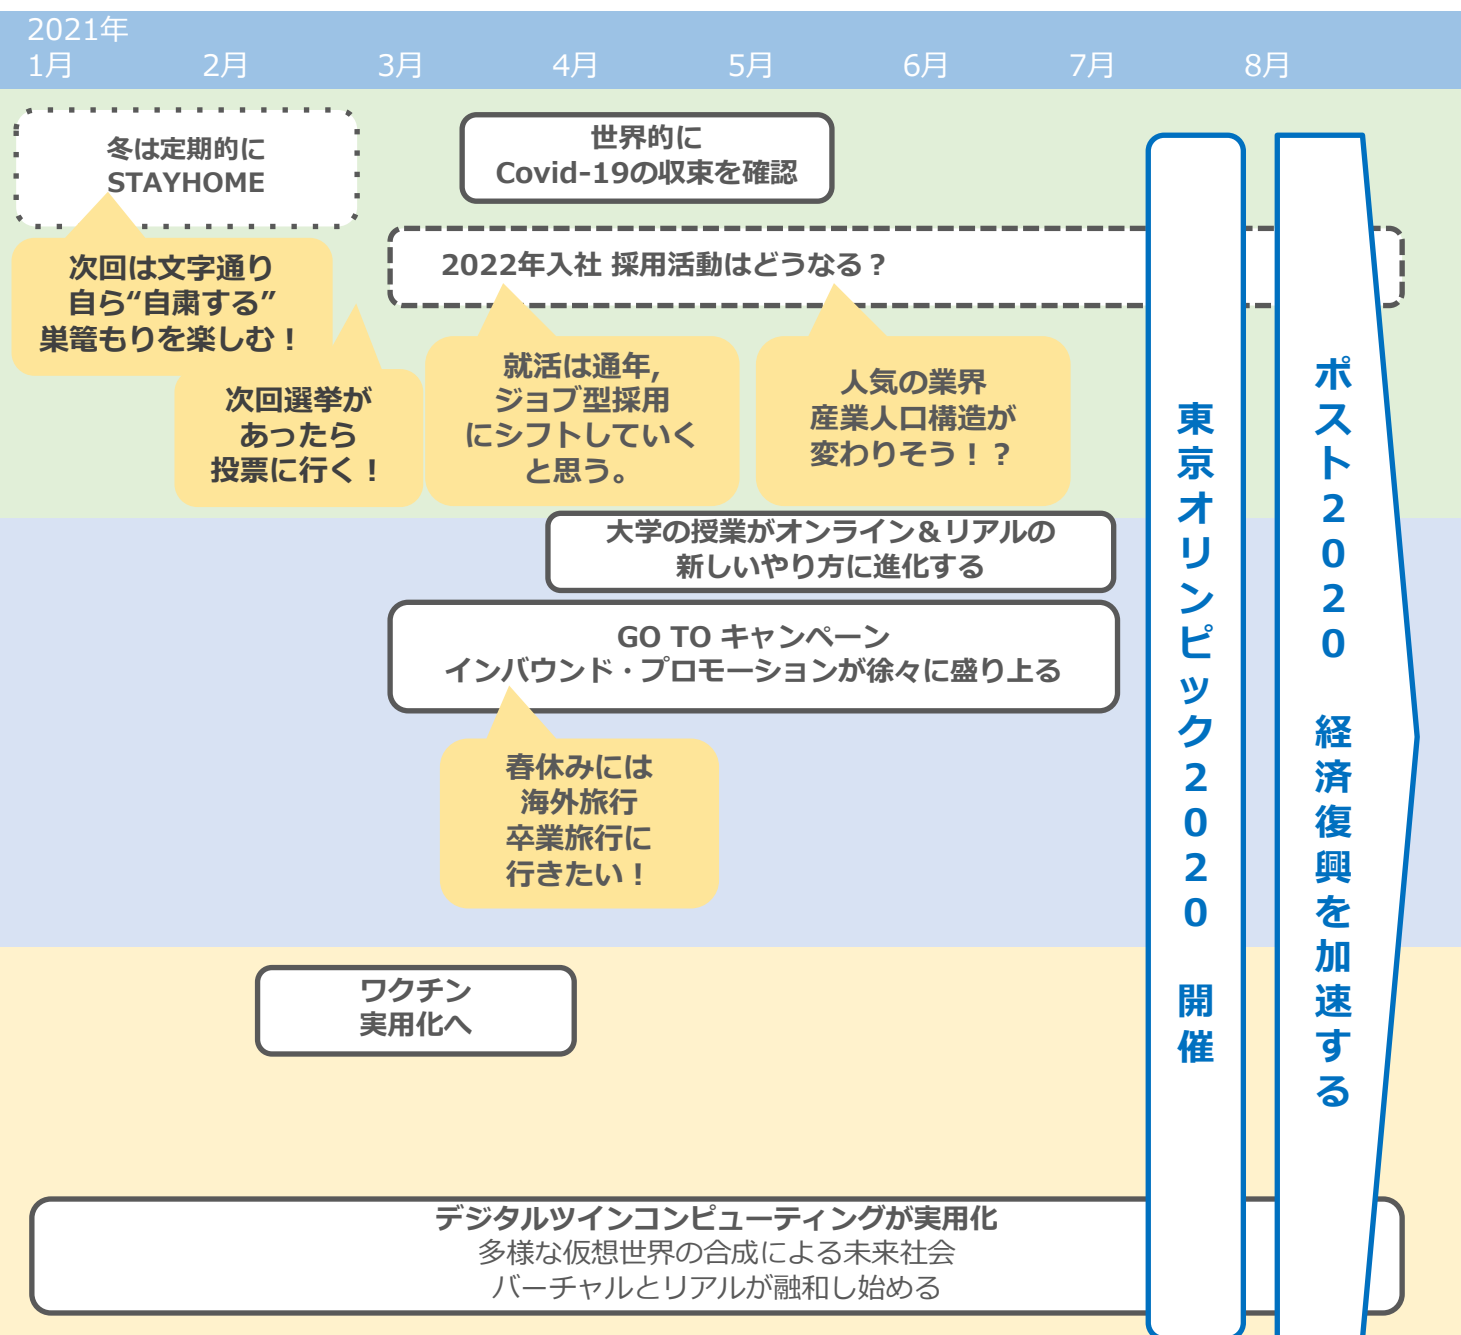 2021年
1月 2月 3月 4月 5月 6月 7月 8月
冬は定期的に
STAYHOME
世界的に
Covid-19の収束を確認
次回は文字通り
自ら“自粛する”
巣篭もりを楽しむ！
2022年入社 採用活動はどうなる？
次回選挙が
あったら
投票に行く！
就活は通年,
ジョブ型採用
にシフトしていく
と思う。
人気の業界
産業人口構造が
変わりそう！？
大学の授業がオンライン＆リアルの
新しいやり方に進化する
GO TO キャンペーン
インバウンド・プロモーションが徐々に盛り上る
春休みには
海外旅行
卒業旅行に
行きたい！
ワクチン
実用化へ
デジタルツインコンピューティングが実用化
多様な仮想世界の合成による未来社会
バーチャルとリアルが融和し始める
東京オリンピック２０２０　開催
ポスト２０２０　経済復興を加速する